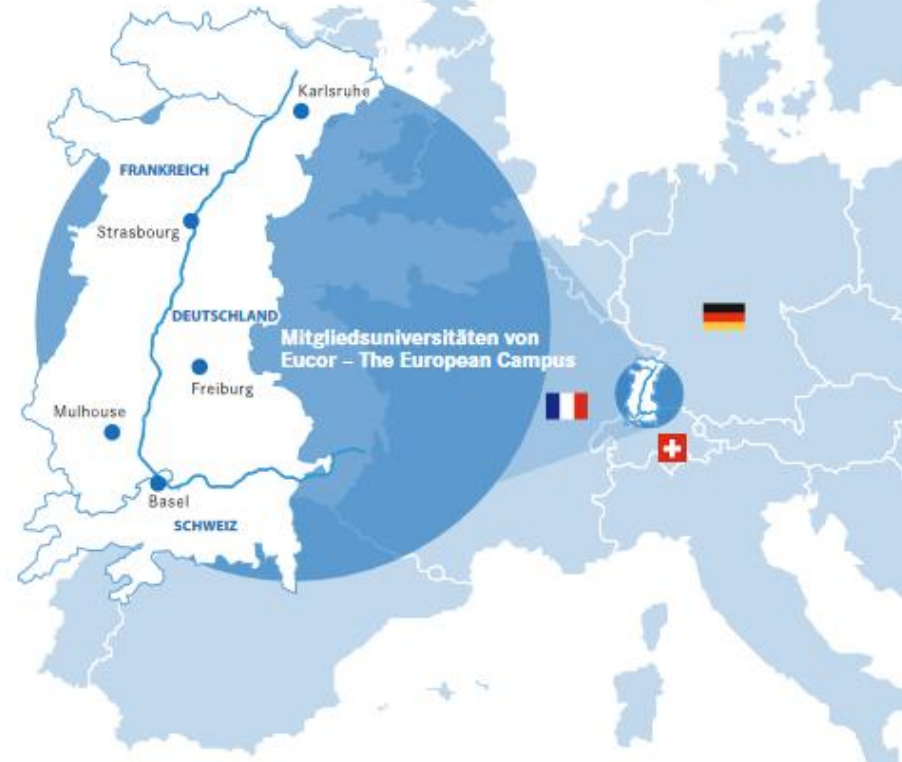 Karlsruhe
FRANKREICH
Strasbourg
DEUTSCHLAND
Mitgliedsuniversitäten von
Eucor – The European Campus
Freiburg
Mulhouse
Basel
SCHWEIZ